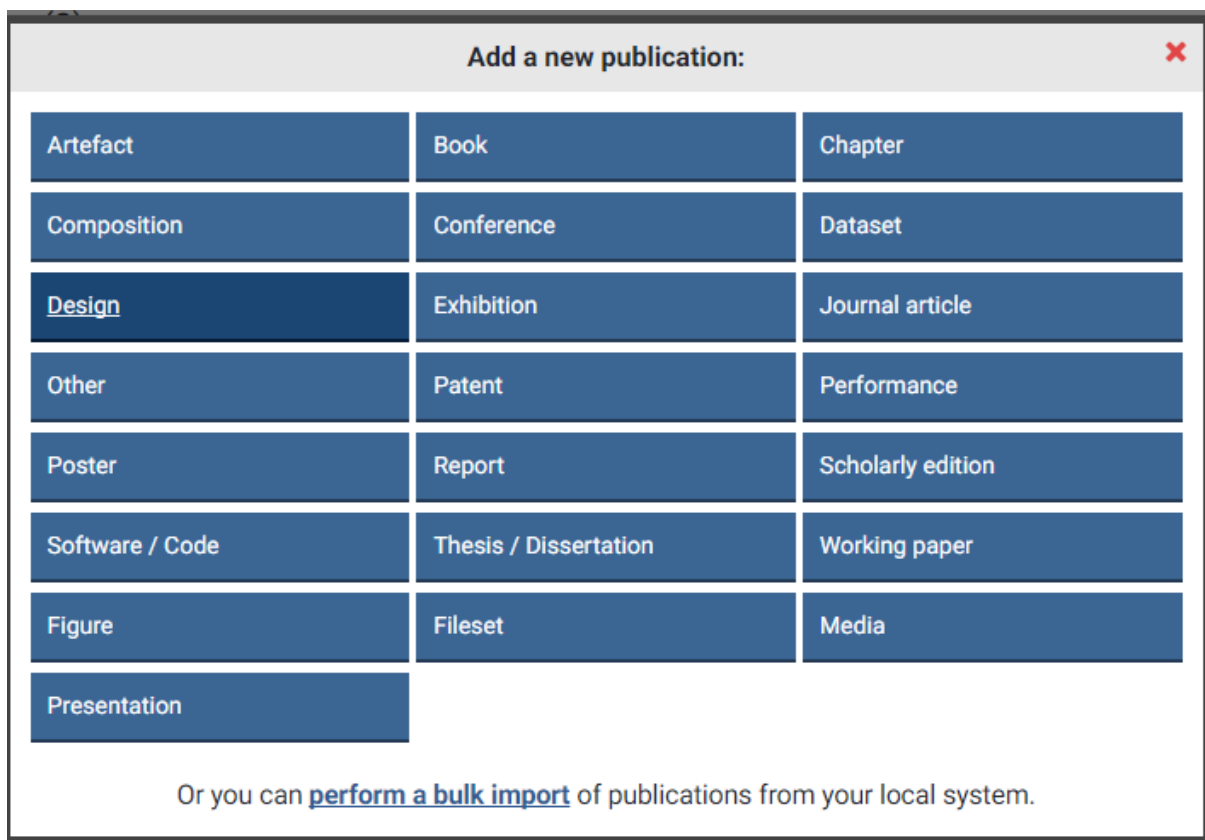 Add a new publication:
Artefact
Book
Chapter
Composition
Conference
Dataset
Design
Exhibition
Journal article
Other
Patent
Performance
Poster
Report
Scholarly edition
Software / Code
Thesis / Dissertation
Working paper
Figure
Fileset
Media
Presentation
Or you can perform a bulk import of publications from your local system.